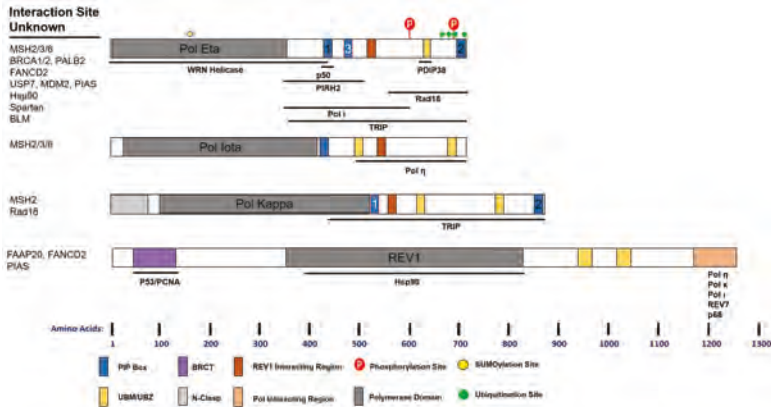 Interaction Site
Unknown
MSH2/3/6
BRCA1/2, PALB2
FANCD2
USP7, MDM2, PIAS
Hsp90
Spartan
BLM
Pol Eta
1
3
2
P
P
WRN Helicase
p50
PDIP38
PIRH2
Rad18
Pol ι
TRIP
MSH2/3/6
Pol Iota
Pol η
MSH2
Rad18
Pol Kappa
1
2
TRIP
FAAP20, FANCD2
PIAS
REV1
P53/PCNA
Hsp90
Pol η
Pol κ
Pol ι
REV7
p66
Amino Acids:
1 100 200 300 400 500 600 700 800 900 1000 1100 1200 1300
PIP Box
BRCT
REV1 Interacting Region
P Phosphorylation Site
SUMOylation Site
UBM/UBZ
N-Clasp
Pol Interacting Region
Polymerase Domain
Ubiquitination Site